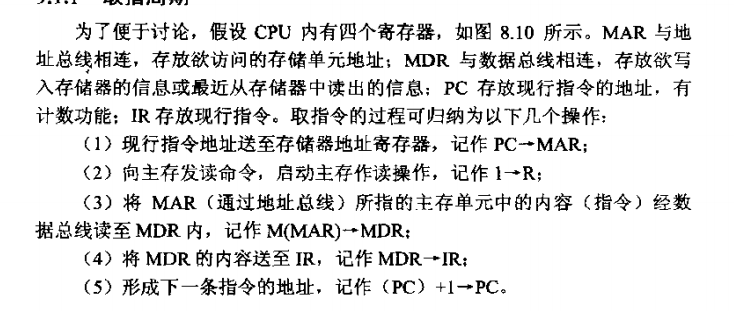 9.1.1 取指周期
为了便于讨论，假设 CPU 内有四个寄存器，如图 8.10 所示。MAR 与地
址总线相连，存放欲访问的存储单元地址；MDR 与数据总线相连，存放欲写
入存储器的信息或最近从存储器中读出的信息；PC 存放现行指令的地址，有
计数功能；IR 存放现行指令。取指令的过程可归纳为以下几个操作：
（1）现行指令地址送至存储器地址寄存器，记作 PC→MAR；
（2）向主存发读命令，启动主存作读操作，记作 1→R；
（3）将 MAR（通过地址总线）所指的主存单元中的内容（指令）经数
据总线读至 MDR 内，记作 M(MAR)→MDR；
（4）将 MDR 的内容送至 IR，记作 MDR→IR；
（5）形成下一条指令的地址，记作（PC）+1→PC。